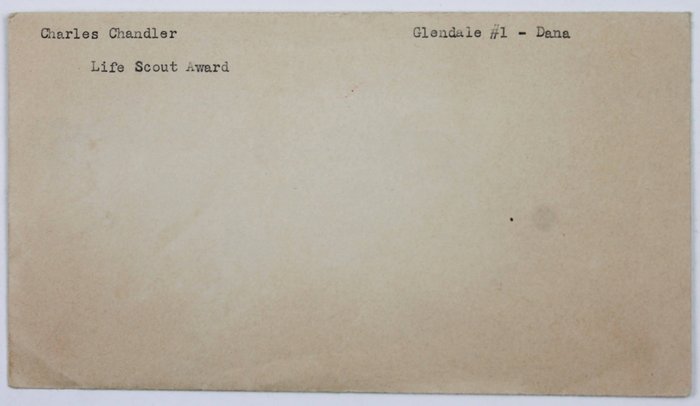 Charles Chandler Glendale #1 - Dana
Life Scout Award